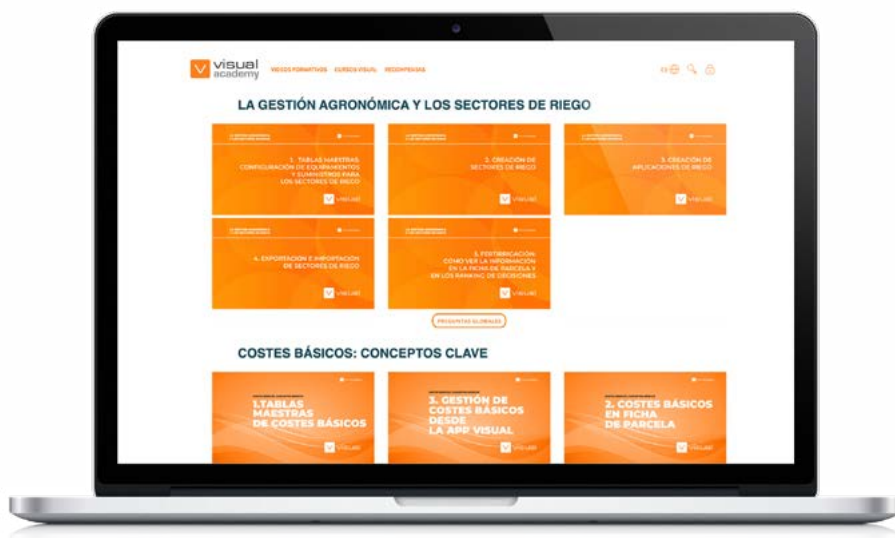 visual
academy
VIDEOS FORMATIVOS CURSOS VISUAL RECOMPENSAS
ES
LA GESTIÓN AGRONÓMICA Y LOS SECTORES DE RIEGO
1. TABLAS MAESTRAS:
CONFIGURACIÓN DE EQUIPAMIENTOS
Y SUMINISTROS PARA
LOS SECTORES DE RIEGO
visual
2. CREACIÓN DE
SECTORES DE RIEGO
visual
3. CREACIÓN DE
APLICACIONES DE RIEGO
visual
4. EXPORTACIÓN E IMPORTACIÓN
DE SECTORES DE RIEGO
visual
5. FERTIRRIGACIÓN
COMO VER LA INFORMACIÓN
EN LA FICHA DE PARCELA Y
EN LOS RANKING DE DECISIONES
visual
PREGUNTAS GLOBALES
COSTES BÁSICOS: CONCEPTOS CLAVE
1.TABLAS
MAESTRAS
DE COSTES BÁSICOS
visual
3. GESTIÓN DE
COSTES BÁSICOS
DESDE
LA APP VISUAL
visual
2. COSTES BÁSICOS
EN FICHA
DE PARCELA
visual